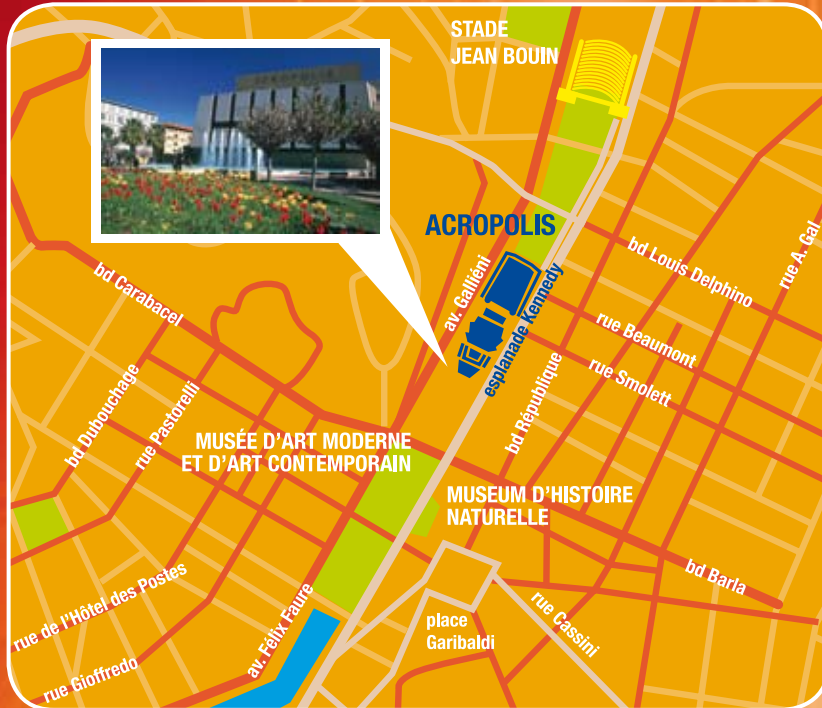 STADE
JEAN BOUIN
ACROPOLIS
ACROPOLIS
av. Galliéni
esplanade Kennedy
bd Louis Delphino
rue A. Gal
rue Beaumont
rue Smolett
bd République
bd Carabacel
bd Dubouchage
rue Pastorelli
MUSÉE D'ART MODERNE
ET D'ART CONTEMPORAIN
MUSEUM D'HISTOIRE
NATURELLE
bd Barla
rue Cassini
place
Garibaldi
av. Félix Faure
rue de l'Hôtel des Postes
rue Gioffredo